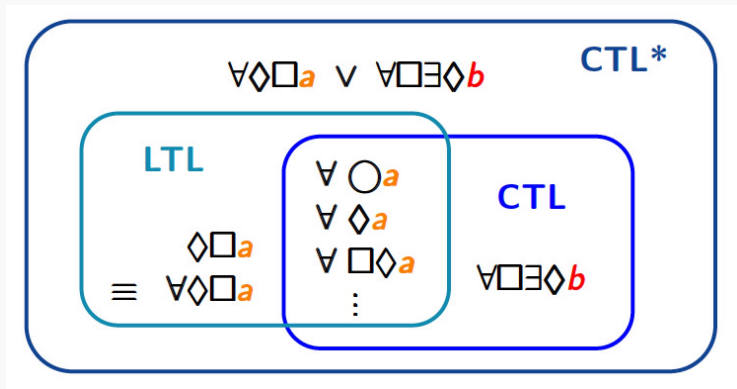 CTL*
∀◊□a ∨ ∀□∃◊b
LTL
◊□a
≡ ∀◊□a
∀ ○a
∀ ◊a
∀ □◊a
⋮
CTL
∀□∃◊b